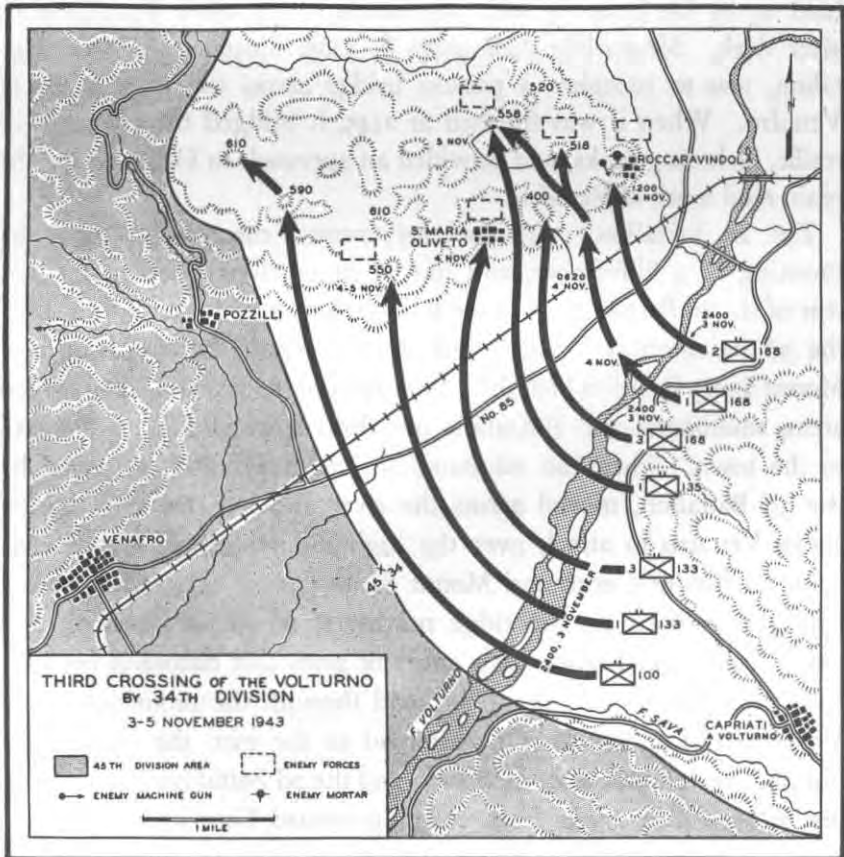 520
558
5 NOV.
518
610
ROCCARAVINDOLA
590
1200
4 NOV.
400
610
S. MARIA
OLIVETO
4 NOV.
550
4-5 NOV.
0620
4 NOV.
POZZILLI
2400
3 NOV.
2 168
4 NOV.
1 168
No 85
2400
3 NOV.
3 168
1 135
VENAFRO
3 133
45 34
1 133
2400, 3 NOVEMBER
100
THIRD CROSSING OF THE VOLTURNO
BY 34TH DIVISION
3-5 NOVEMBER 1943
F. VOLTURNO
SAVA
CAPRIATI
A VOLTURNO
45TH DIVISION AREA
ENEMY FORCES
ENEMY MACHINE GUN
ENEMY MORTAR
1 MILE